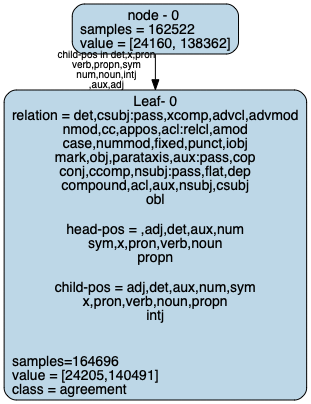 node - 0
samples = 162522
value = [24160, 138362]
child-pos in det,x,pron
verb,propn,sym
num,noun,intj
,aux,adj
Leaf- 0
relation = det,csubj:pass,xcomp,advcl,advmod
nmod,cc,appos,acl:relcl,amod
case,nummod,fixed,punct,iobj
mark,obj,parataxis,aux:pass,cop
conj,ccomp,nsubj:pass,flat,dep
compound,acl,aux,nsubj,csubj
obl
head-pos = ,adj,det,aux,num
sym,x,pron,verb,noun
propn
child-pos = adj,det,aux,num,sym
x,pron,verb,noun,propn
intj
samples=164696
value = [24205,140491]
class = agreement